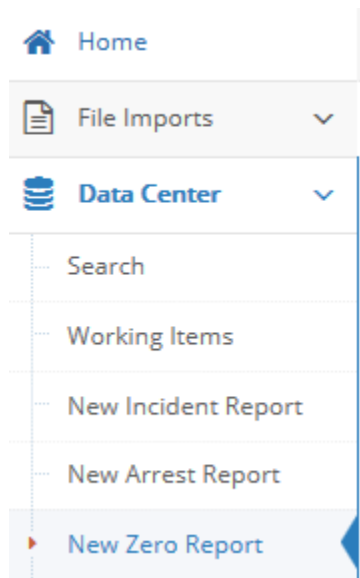 Home
File Imports
Data Center
Search
Working Items
New Incident Report
New Arrest Report
New Zero Report